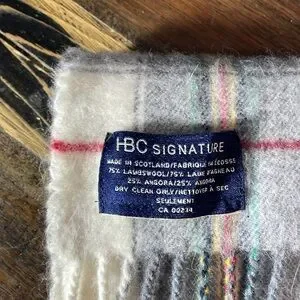 HBC SIGNATURE
MADE IN SCOTLAND/FABRIQUÉ EN ÉCOSSE
75% LAMBSWOOL/75% LAINE D'AGNEAU
25% ANGORA/25% ANGORA
DRY CLEAN ONLY/NETTOYER À SEC
SEULEMENT
CA 00234